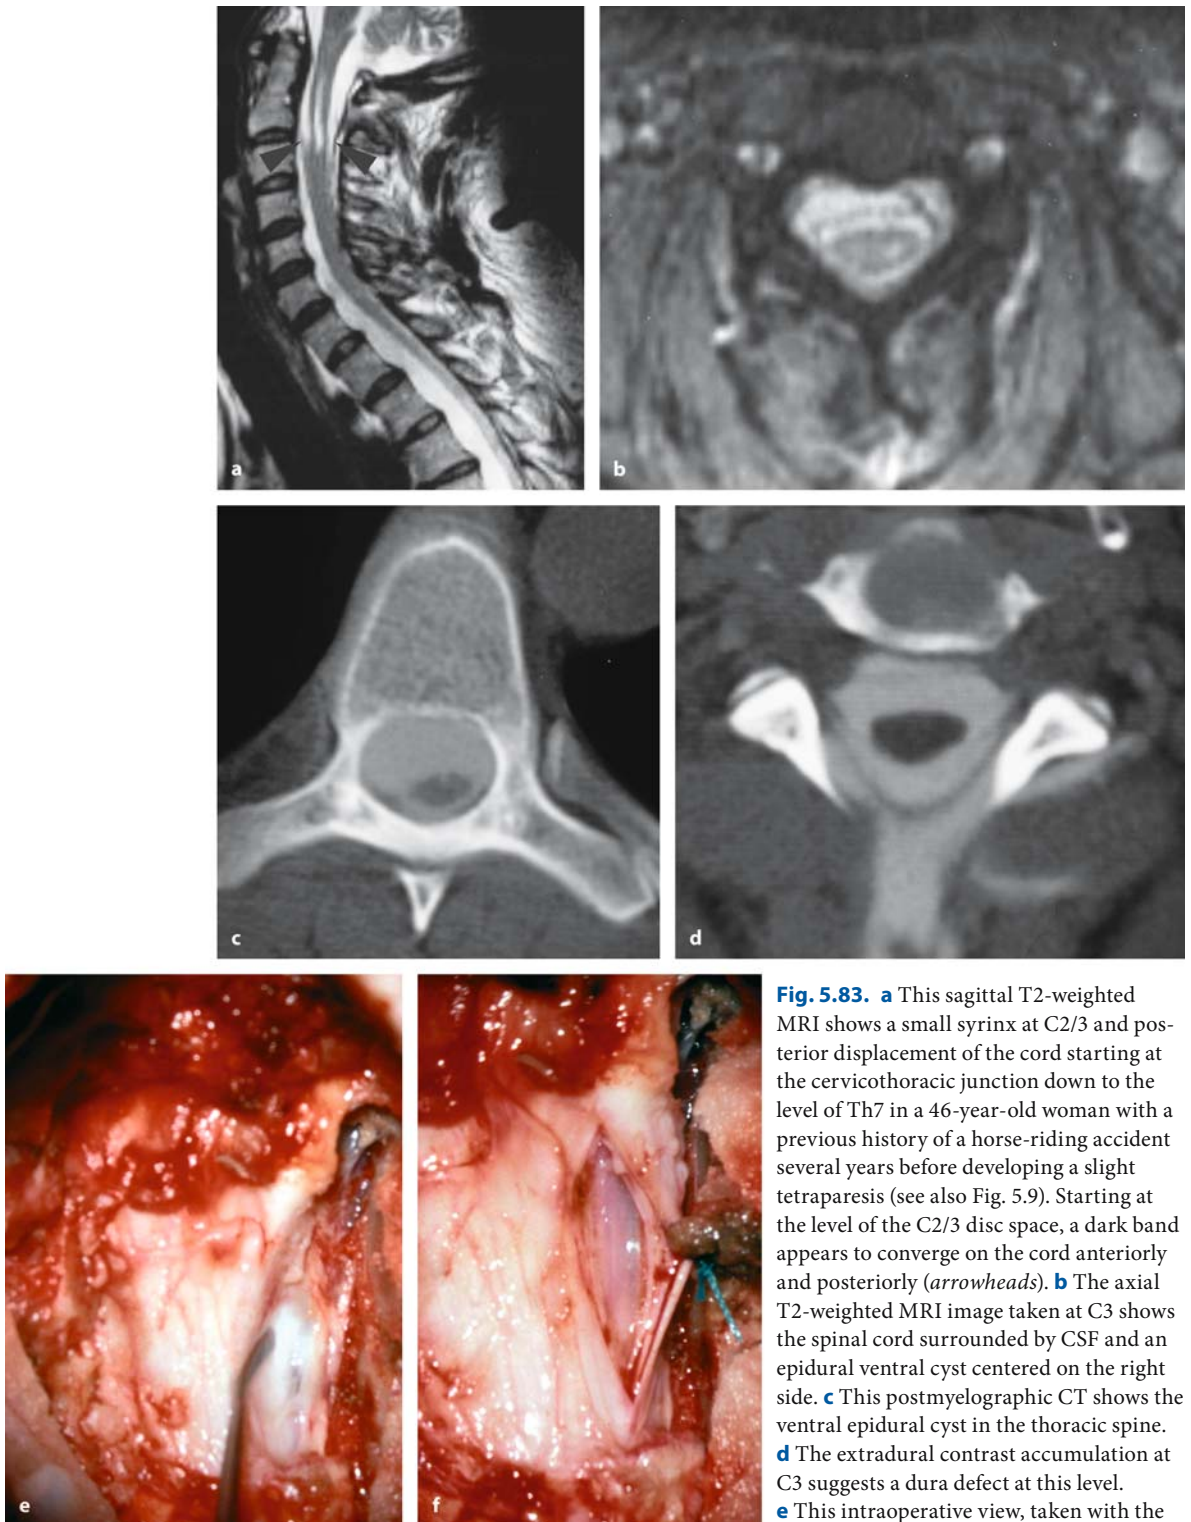 a
b
c
d
e
f
Fig. 5.83. a This sagittal T2-weighted
MRI shows a small syrinx at C2/3 and pos-
terior displacement of the cord starting at
the cervicothoracic junction down to the
level of Th7 in a 46-year-old woman with a
previous history of a horse-riding accident
several years before developing a slight
tetraparesis (see also Fig. 5.9). Starting at
the level of the C2/3 disc space, a dark band
appears to converge on the cord anteriorly
and posteriorly (arrowheads). b The axial
T2-weighted MRI image taken at C3 shows
the spinal cord surrounded by CSF and an
epidural ventral cyst centered on the right
side. c This postmyelographic CT shows the
ventral epidural cyst in the thoracic spine.
d The extradural contrast accumulation at
C3 suggests a dura defect at this level.
e This intraoperative view, taken with the